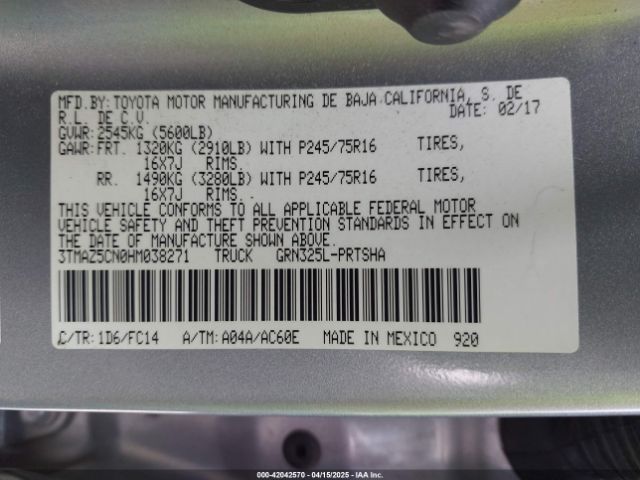 MFD.BY: TOYOTA MOTOR MANUFACTURING DE BAJA CALIFORNIA, S. DE
R.L. DE C.V. DATE: 02/17
GVWR: 2545KG (5600LB)
GAWR: FRT. 1320KG (2910LB) WITH P245/75R16 TIRES,
16X7J RIMS.
RR. 1490KG (3280LB) WITH P245/75R16 TIRES,
16X7J RIMS.
THIS VEHICLE CONFORMS TO ALL APPLICABLE FEDERAL MOTOR
VEHICLE SAFETY AND THEFT PREVENTION STANDARDS IN EFFECT ON
THE DATE OF MANUFACTURE SHOWN ABOVE.
3TMAZ5CN0HM038271 TRUCK GRN325L-PRTSHA
C/TR: 1D6/FC14 A/TM: A04A/AC60E MADE IN MEXICO 920
000-42042570 - 04/15/2025 - IAA Inc.